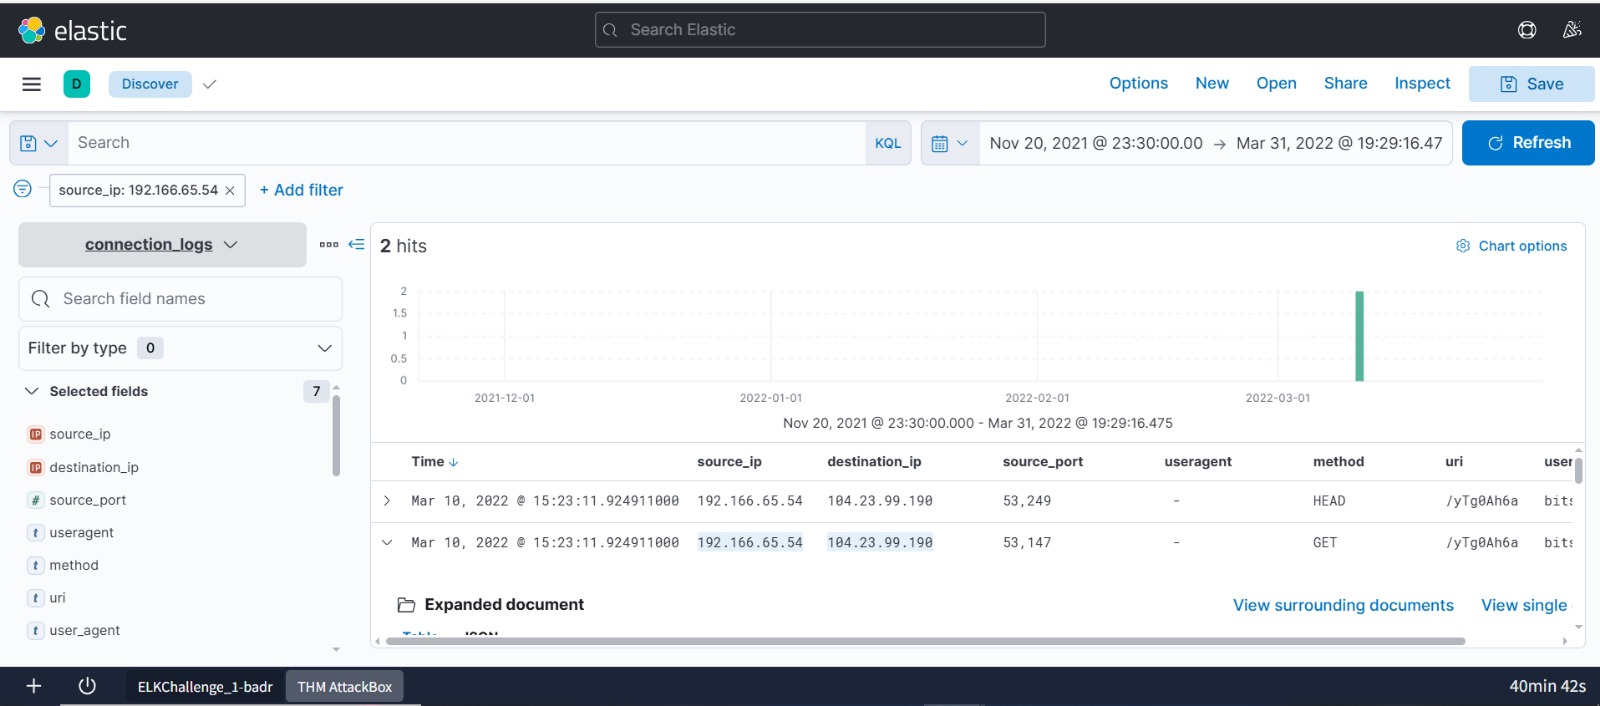 elastic
Search Elastic
D Discover Options New Open Share Inspect Save
Search KQL Nov 20, 2021 @ 23:30:00.00 → Mar 31, 2022 @ 19:29:16.47 Refresh
source_ip: 192.166.65.54 × + Add filter
connection_logs
2 hits
Chart options
Search field names
Filter by type 0
Selected fields 7
source_ip
destination_ip
source_port
useragent
method
uri
user_agent
2
1.5
1
0.5
0
2021-12-01 2022-01-01 2022-02-01 2022-03-01
Nov 20, 2021 @ 23:30:00.000 - Mar 31, 2022 @ 19:29:16.475
Time source_ip destination_ip source_port useragent method uri user
Mar 10, 2022 @ 15:23:11.924911000 192.166.65.54 104.23.99.190 53,249 - HEAD /yTg0Ah6a bits
Mar 10, 2022 @ 15:23:11.924911000 192.166.65.54 104.23.99.190 53,147 - GET /yTg0Ah6a bits
Expanded document View surrounding documents View single
Table JSON
ELKChallenge_1-badr THM AttackBox 40min 42s